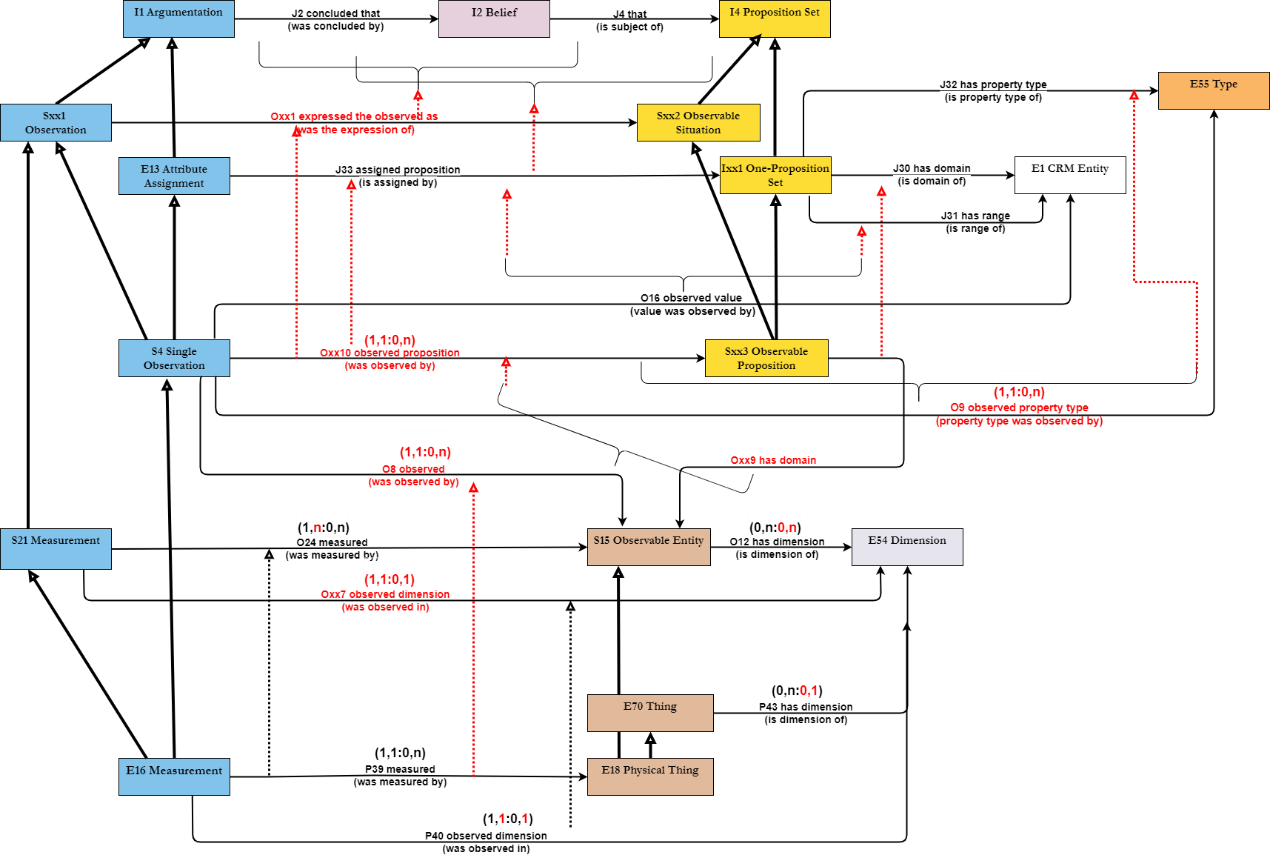 I1 Argumentation
J2 concluded that
(was concluded by)
I2 Belief
J4 that
(is subject of)
I4 Proposition Set
J32 has property type
(is property type of)
E55 Type
Sxx1
Observation
Oxx1 expressed the observed as
(was the expression of)
Sxx2 Observable
Situation
E13 Attribute
Assignment
J33 assigned proposition
(is assigned by)
Ixx1 One-Proposition
Set
J30 has domain
(is domain of)
E1 CRM Entity
J31 has range
(is range of)
O16 observed value
(value was observed by)
S4 Single
Observation
(1,1:0,n)
Oxx10 observed proposition
(was observed by)
Sxx3 Observable
Proposition
(1,1:0,n)
O9 observed property type
(property type was observed by)
(1,1:0,n)
O8 observed
(was observed by)
Oxx9 has domain
S21 Measurement
(1,n:0,n)
O24 measured
(was measured by)
S15 Observable Entity
(0,n:0,n)
O12 has dimension
(is dimension of)
E54 Dimension
(1,1:0,1)
Oxx7 observed dimension
(was observed in)
E70 Thing
(0,n:0,1)
P43 has dimension
(is dimension of)
E16 Measurement
(1,1:0,n)
P39 measured
(was measured by)
E18 Physical Thing
(1,1:0,1)
P40 observed dimension
(was observed in)